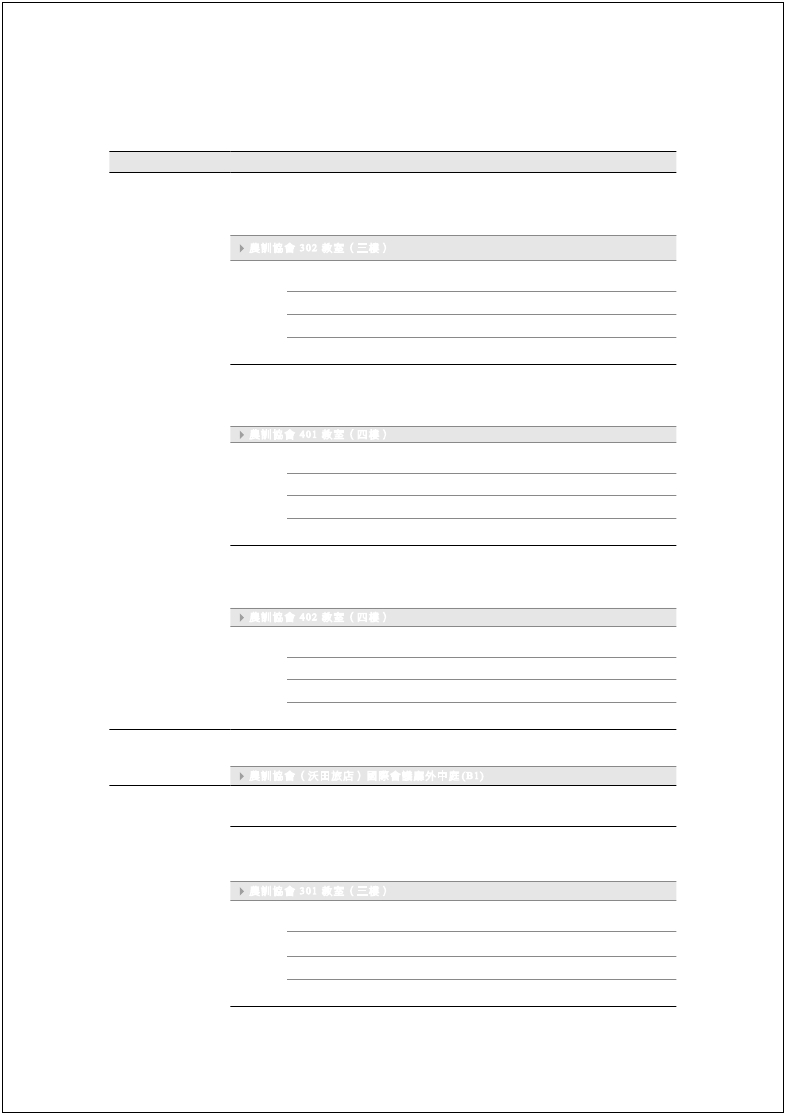 農訓協會 302 教室（三樓）
農訓協會 401 教室（四樓）
農訓協會 402 教室（四樓）
農訓協會（沃田旅店）國際會議廳外中庭(B1)
農訓協會 301 教室（三樓）